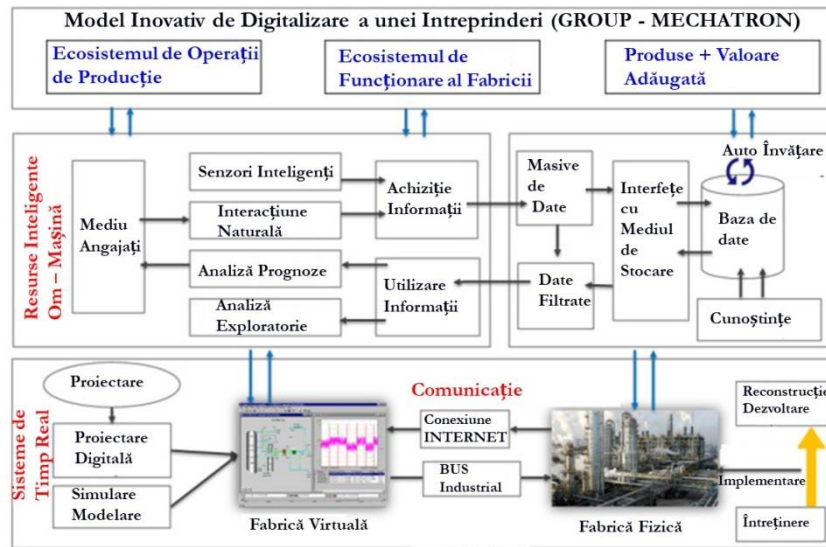 Model Inovativ de Digitalizare a unei Intreprinderi (GROUP - MECHATRON)
Ecosistemul de Operații
de Producție
Ecosistemul de
Funcționare al Fabricii
Produse + Valoare
Adăugată
Resurse Inteligente
Om – Mașină
Mediu
Angajați
Senzori Inteligenți
Interacțiune
Naturală
Analiză Prognoze
Analiză
Exploratorie
Achiziție
Informații
Utilizare
Informații
Masive
de
Date
Date
Filtrate
Interfețe
cu
Mediul
de
Stocare
Auto Învățare
Baza de
date
Cunoștințe
Sisteme de
Timp Real
Proiectare
Proiectare
Digitală
Simulare
Modelare
Fabrică Virtuală
Comunicație
Conexiune
INTERNET
BUS
Industrial
Fabrică Fizică
Reconstrucție
Dezvoltare
Implementare
Întreținere